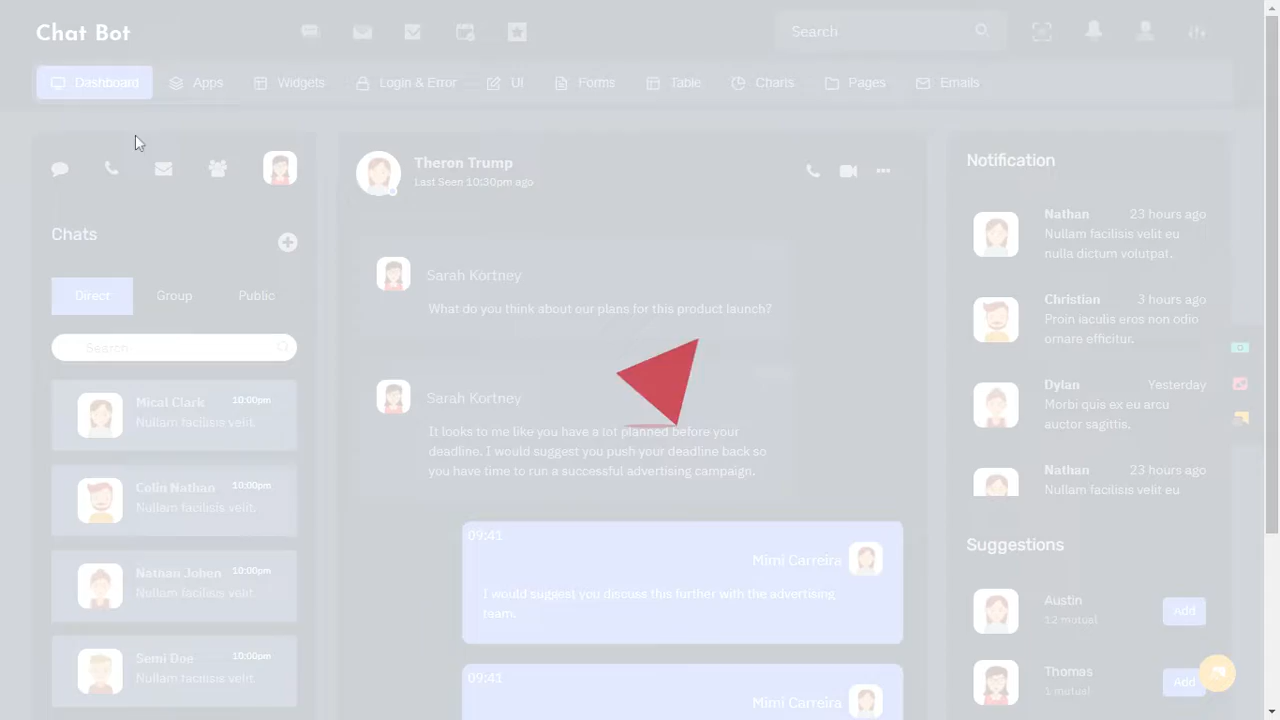 Chat Bot
Search
Dashboard
Apps
Widgets
Login & Error
UI
Forms
Table
Charts
Pages
Emails
Chats
Direct
Group
Public
Search
Mical Clark
10:00pm
Nullam facilisis velit.
Colin Nathan
10:00pm
Nullam facilisis velit.
Nathan Johen
10:00pm
Nullam facilisis velit.
Semi Doe
10:00pm
Nullam facilisis velit.
Theron Trump
Last Seen 10:30pm ago
Sarah Kortney
What do you think about our plans for this product launch?
Sarah Kortney
It looks to me like you have a lot planned before your
deadline. I would suggest you push your deadline back so
you have time to run a successful advertising campaign.
09:41
Mimi Carreira
I would suggest you discuss this further with the advertising
team.
09:41
Mimi Carreira
Notification
Nathan
23 hours ago
Nullam facilisis velit eu
nulla dictum volutpat.
Christian
3 hours ago
Proin iaculis eros non odio
ornare efficitur.
Dylan
Yesterday
Morbi quis ex eu arcu
auctor sagittis.
Nathan
23 hours ago
Nullam facilisis velit eu
Suggestions
Austin
12 mutual
Add
Thomas
1 mutual
Add